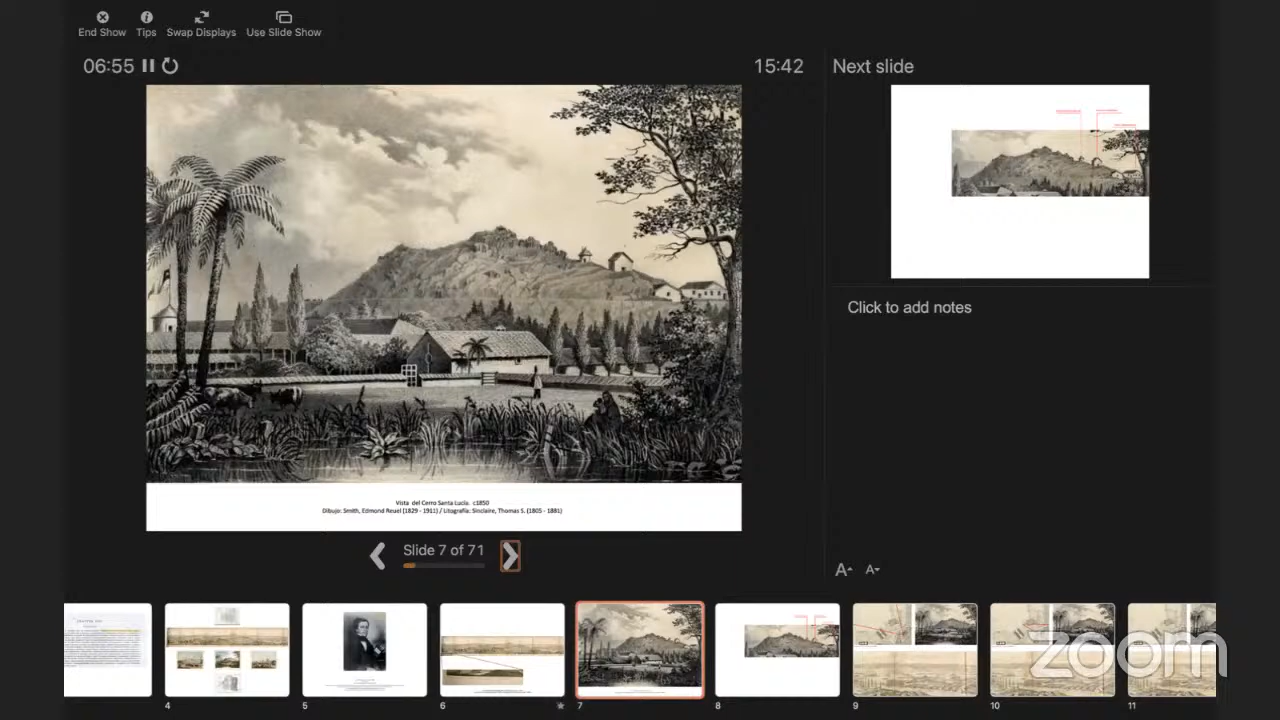 End Show
Tips
Swap Displays
Use Slide Show
06:55
15:42
Next slide
Click to add notes
Vista del Cerro Santa Lucía. c1850
Dibujo: Smith, Edmond Reuel (1829 - 1911) / Litografía: Sinclaire, Thomas S. (1805 - 1881)
Slide 7 of 71
A
A
4
5
6
7
8
9
10
11
zoom